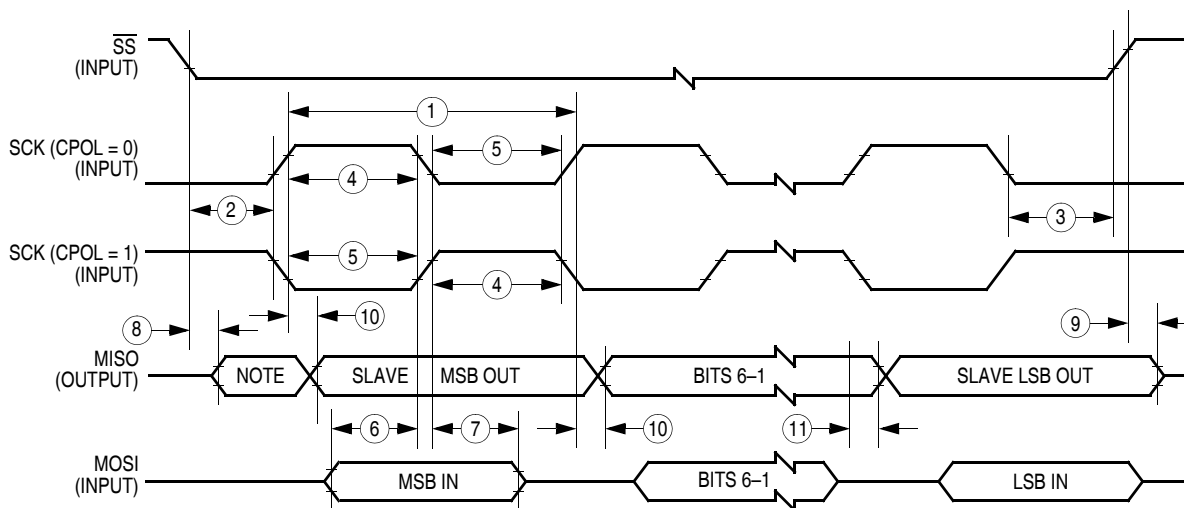 SS
(INPUT)
1
SCK (CPOL = 0)
(INPUT)
5
4
2
3
SCK (CPOL = 1)
(INPUT)
5
4
8
10
9
MISO
(OUTPUT)
NOTE
SLAVE
MSB OUT
BITS 6–1
SLAVE LSB OUT
6
7
10
11
MOSI
(INPUT)
MSB IN
BITS 6–1
LSB IN